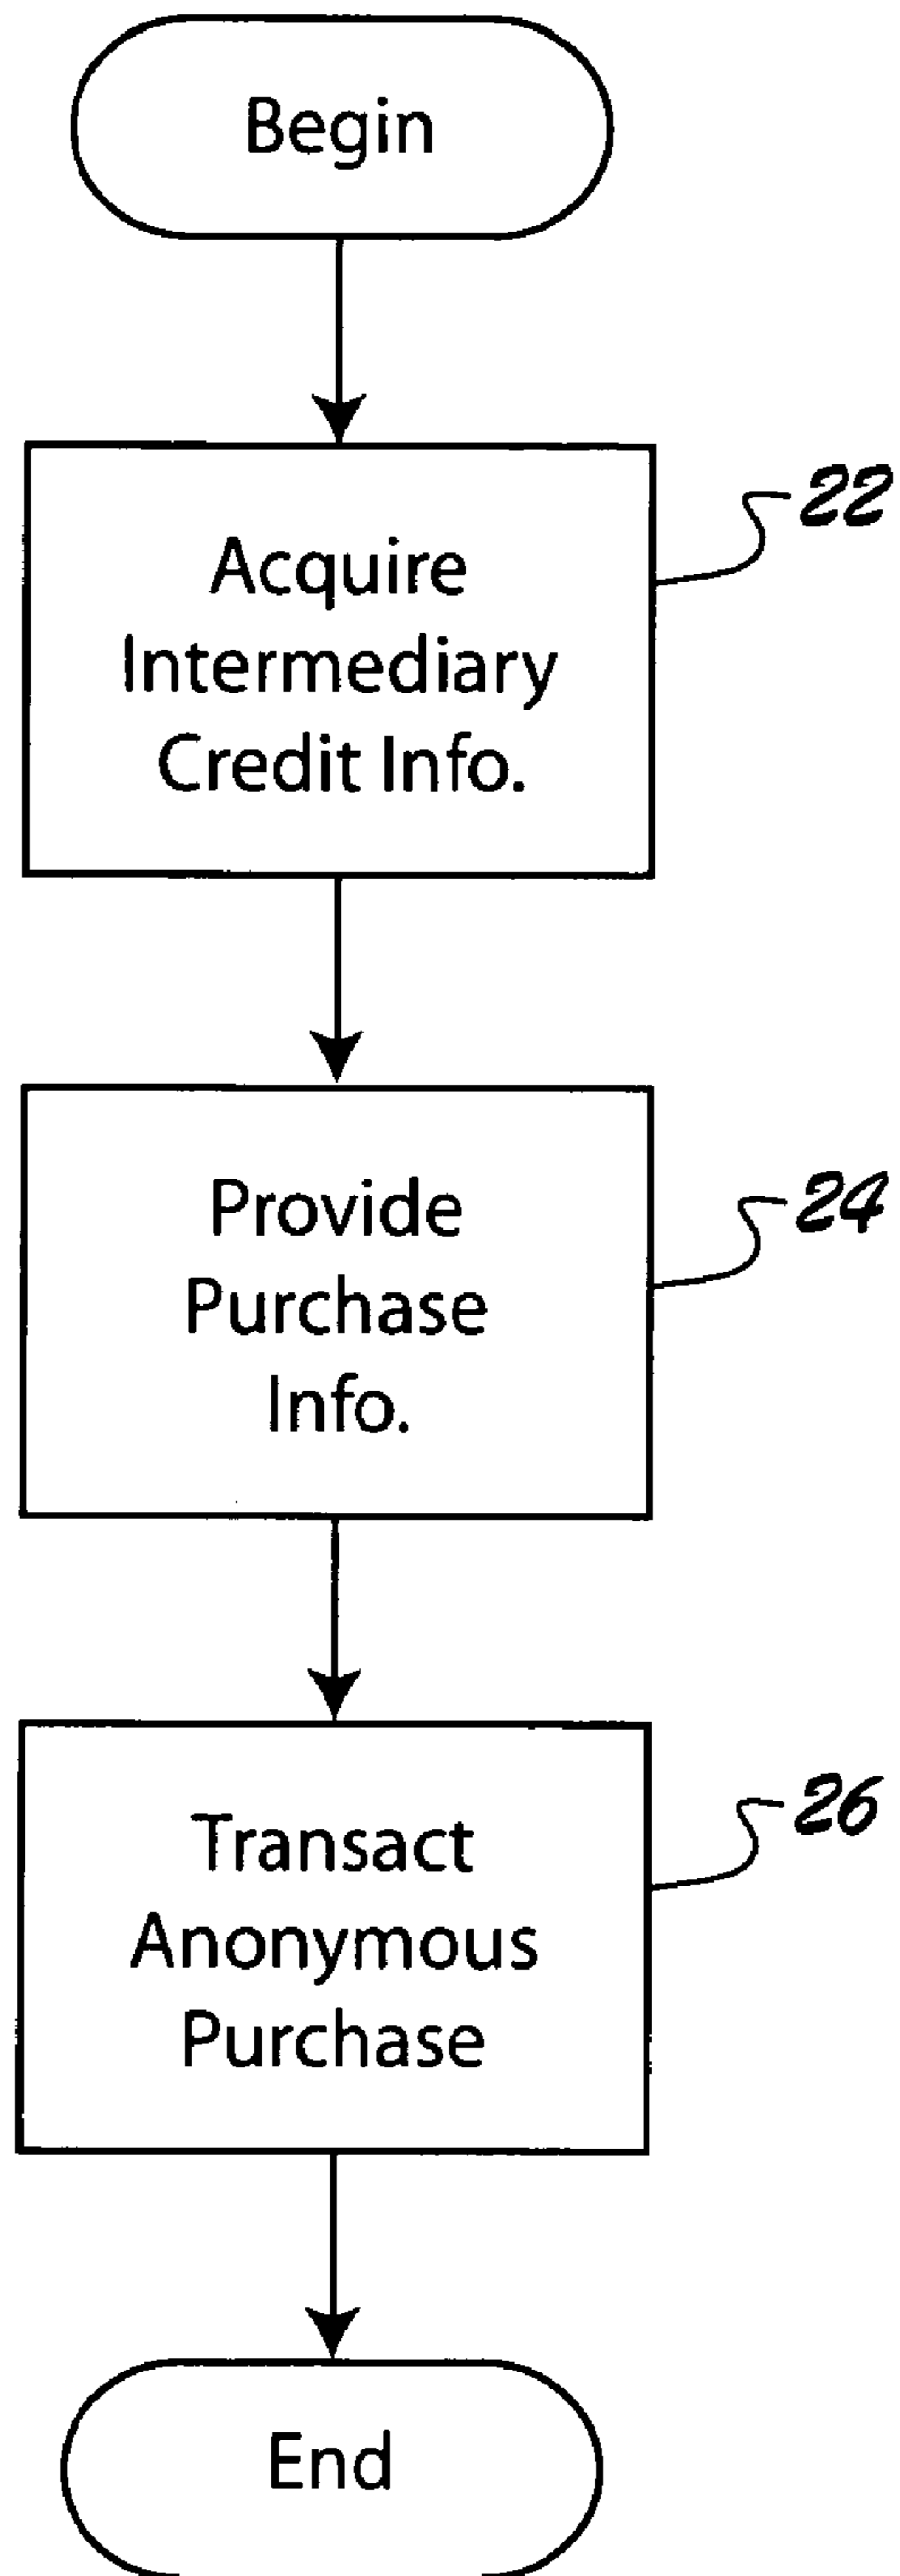 Begin
Acquire
Intermediary
Credit Info.
22
Provide
Purchase
Info.
24
Transact
Anonymous
Purchase
26
End